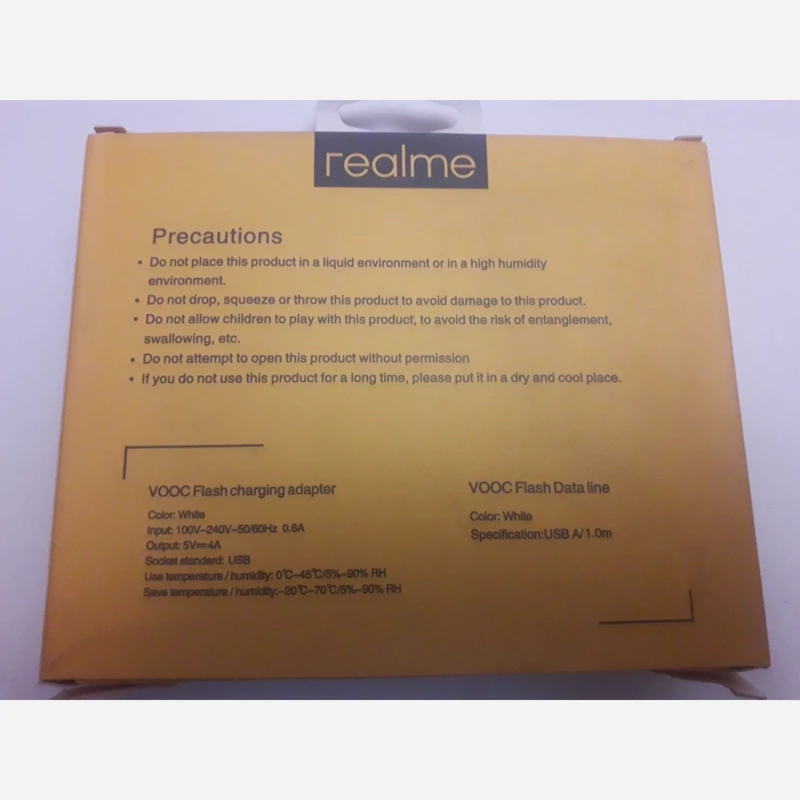 realme
Precautions
• Do not place this product in a liquid environment or in a high humidity
environment.
• Do not drop, squeeze or throw this product to avoid damage to this product.
• Do not allow children to play with this product, to avoid the risk of entanglement,
swallowing, etc.
• Do not attempt to open this product without permission
• If you do not use this product for a long time, please put it in a dry and cool place.
VOOC Flash charging adapter
Color: White
Input: 100V~240V~50/60Hz 0.6A
Output: 5V⎓4A
Socket standard: USB
Use temperature / humidity: 0℃~45℃/5%~90% RH
Save temperature / humidity:-20℃~70℃/5%~90% RH
VOOC Flash Data line
Color: White
Specification:USB A/1.0m